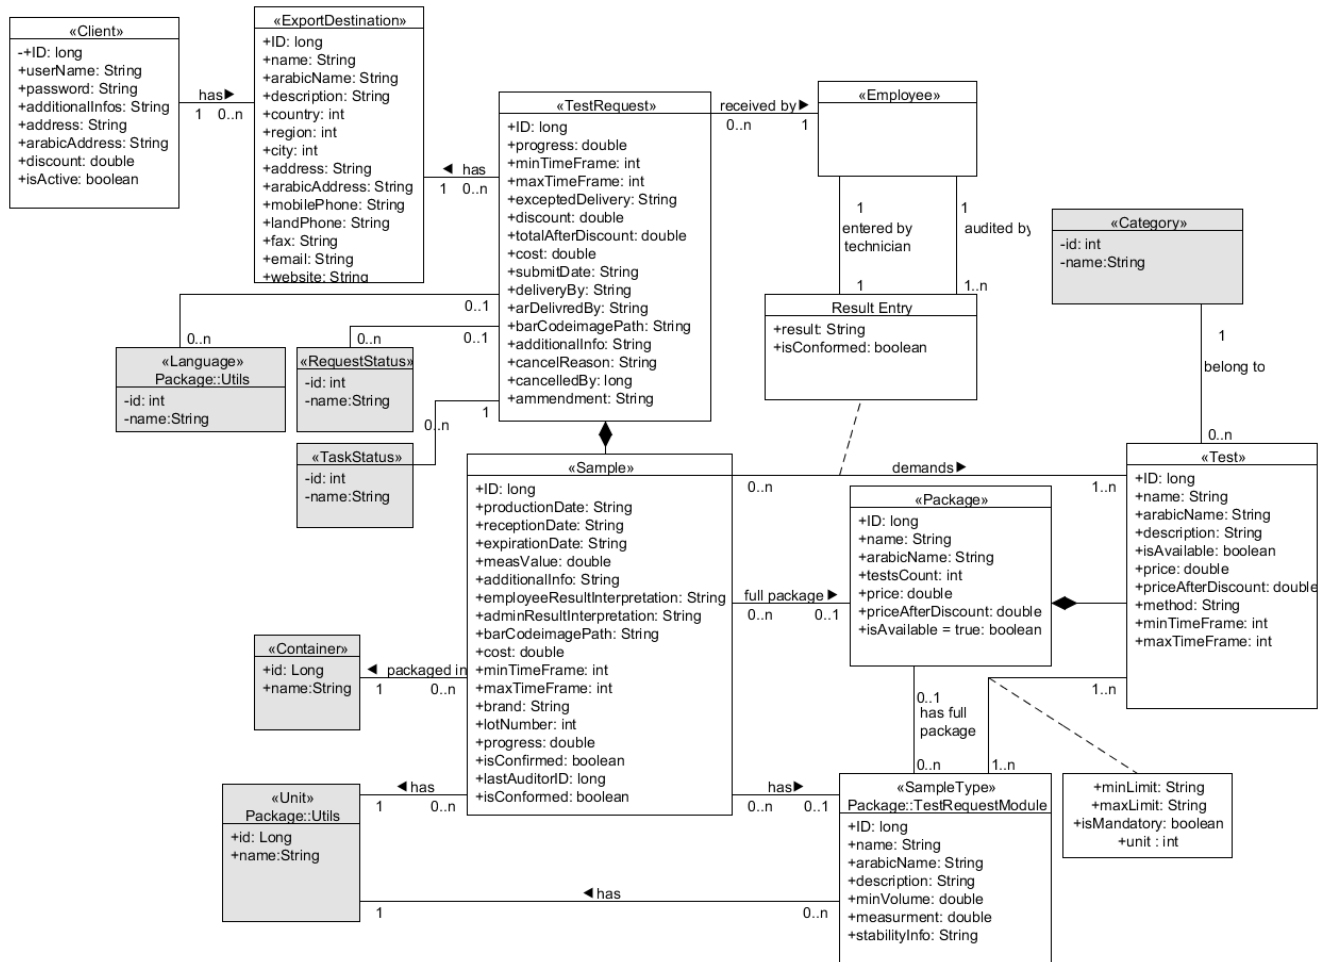 «Client»
-+ID: long
+userName: String
+password: String
+additionalInfos: String
+address: String
+arabicAddress: String
+discount: double
+isActive: boolean
has
1 0..n
«ExportDestination»
+ID: long
+name: String
+arabicName: String
+description: String
+country: int
+region: int
+city: int
+address: String
+arabicAddress: String
+mobilePhone: String
+landPhone: String
+fax: String
+email: String
+website: String
has
1 0..n
«TestRequest»
+ID: long
+progress: double
+minTimeFrame: int
+maxTimeFrame: int
+exceptedDelivery: String
+discount: double
+totalAfterDiscount: double
+cost: double
+submitDate: String
+deliveryBy: String
+arDelivredBy: String
+barCodeimagePath: String
+additionalInfo: String
+cancelReason: String
+cancelledBy: long
+ammendment: String
received by
0..n 1
«Employee»
1
entered by
technician
1
1
audited by
1..n
Result Entry
+result: String
+isConformed: boolean
«Category»
-id: int
-name:String
1
belong to
0..n
0..1
0..n
«Language»
Package::Utils
-id: int
-name:String
0..n
0..1
«RequestStatus»
-id: int
-name:String
0..n
1
«TaskStatus»
-id: int
-name:String
«Sample»
+ID: long
+productionDate: String
+receptionDate: String
+expirationDate: String
+measValue: double
+additionalInfo: String
+employeeResultInterpretation: String
+adminResultInterpretation: String
+barCodeimagePath: String
+cost: double
+minTimeFrame: int
+maxTimeFrame: int
+brand: String
+lotNumber: int
+progress: double
+isConfirmed: boolean
+lastAuditorID: long
+isConformed: boolean
demands
0..n 1..n
«Test»
+ID: long
+name: String
+arabicName: String
+description: String
+isAvailable: boolean
+price: double
+priceAfterDiscount: double
+method: String
+minTimeFrame: int
+maxTimeFrame: int
«Package»
+ID: long
+name: String
+arabicName: String
+testsCount: int
+price: double
+priceAfterDiscount: double
+isAvailable = true: boolean
full package
0..n 0..1
«Container»
+id: Long
+name:String
packaged in
1 0..n
0..1
has full
package
0..n
1..n
1..n
+minLimit: String
+maxLimit: String
+isMandatory: boolean
+unit : int
«Unit»
Package::Utils
+id: Long
+name:String
has
1 0..n
has
0..n 0..1
«SampleType»
Package::TestRequestModule
+ID: long
+name: String
+arabicName: String
+description: String
+minVolume: double
+measurment: double
+stabilityInfo: String
has
1 0..n